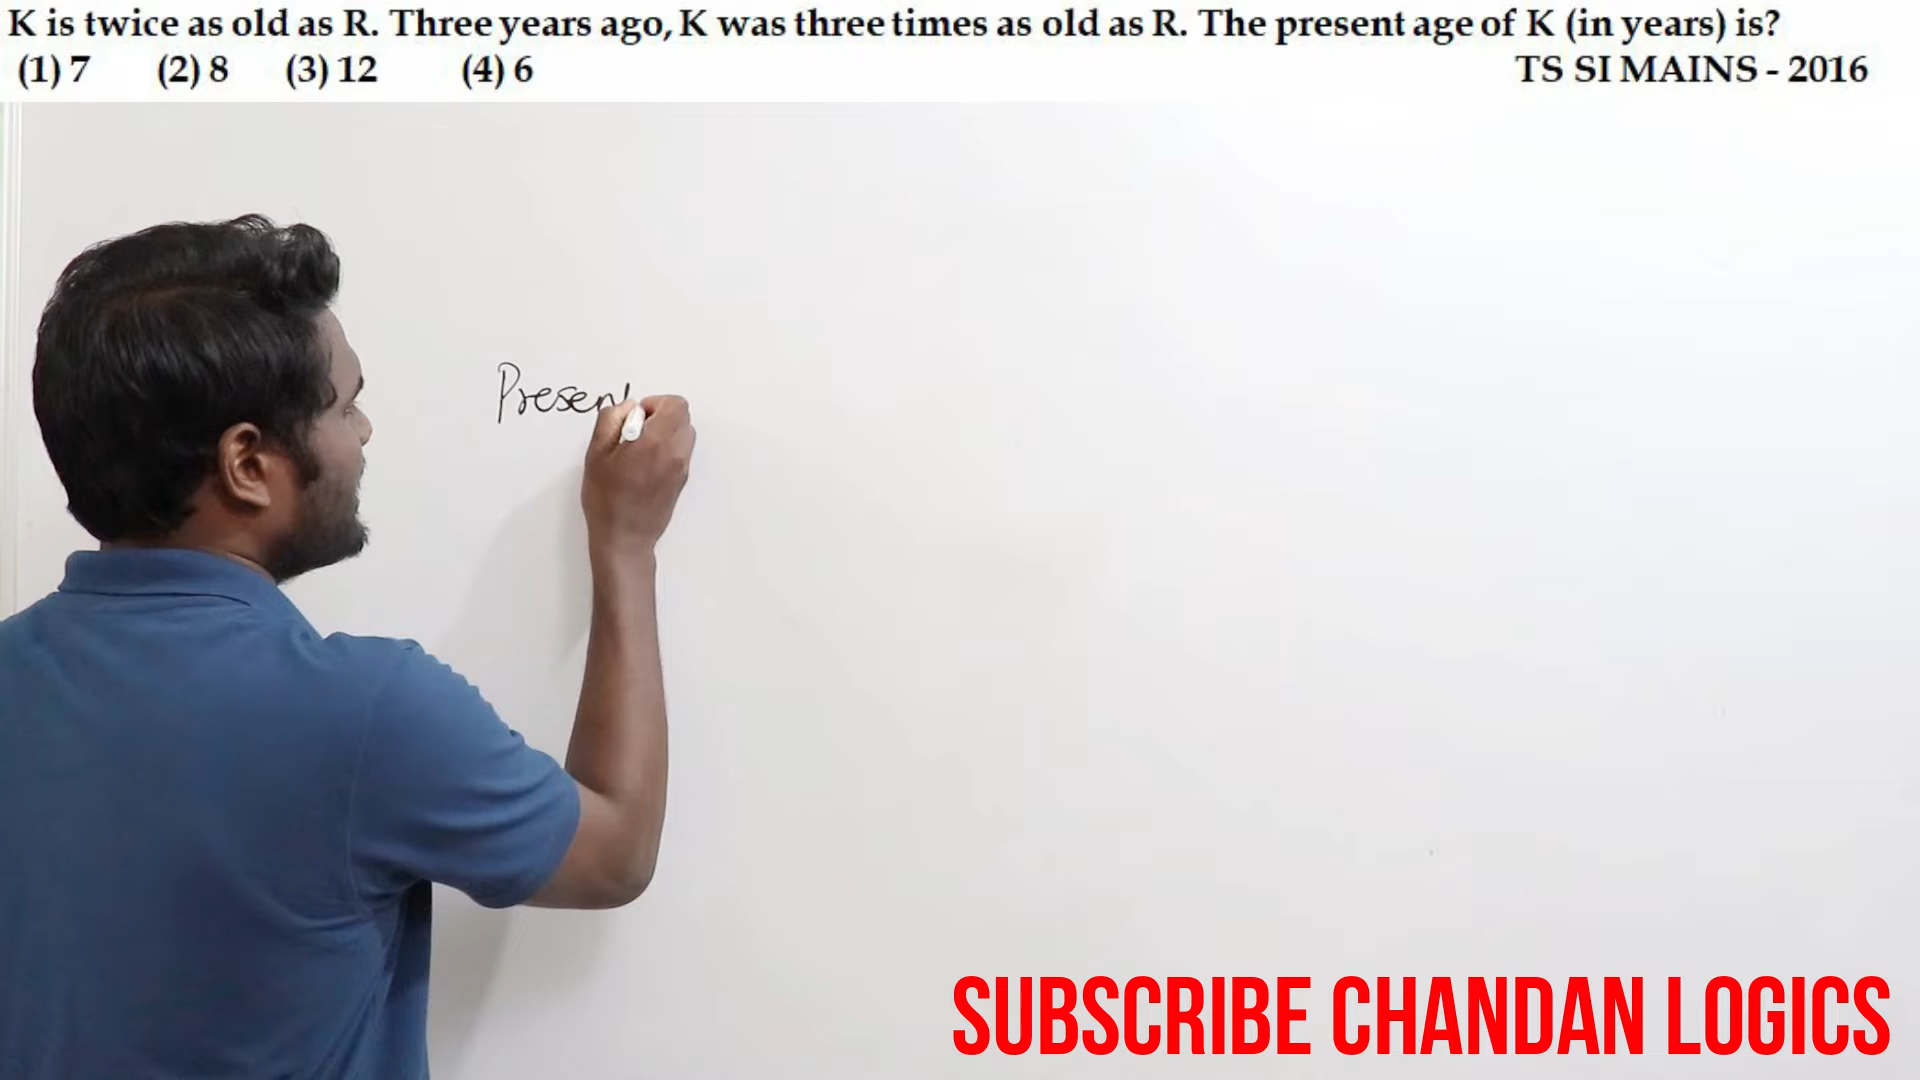 K is twice as old as R. Three years ago, K was three times as old as R. The present age of K (in years) is?
(1) 7 (2) 8 (3) 12 (4) 6 TS SI MAINS - 2016
Present
SUBSCRIBE CHANDAN LOGICS